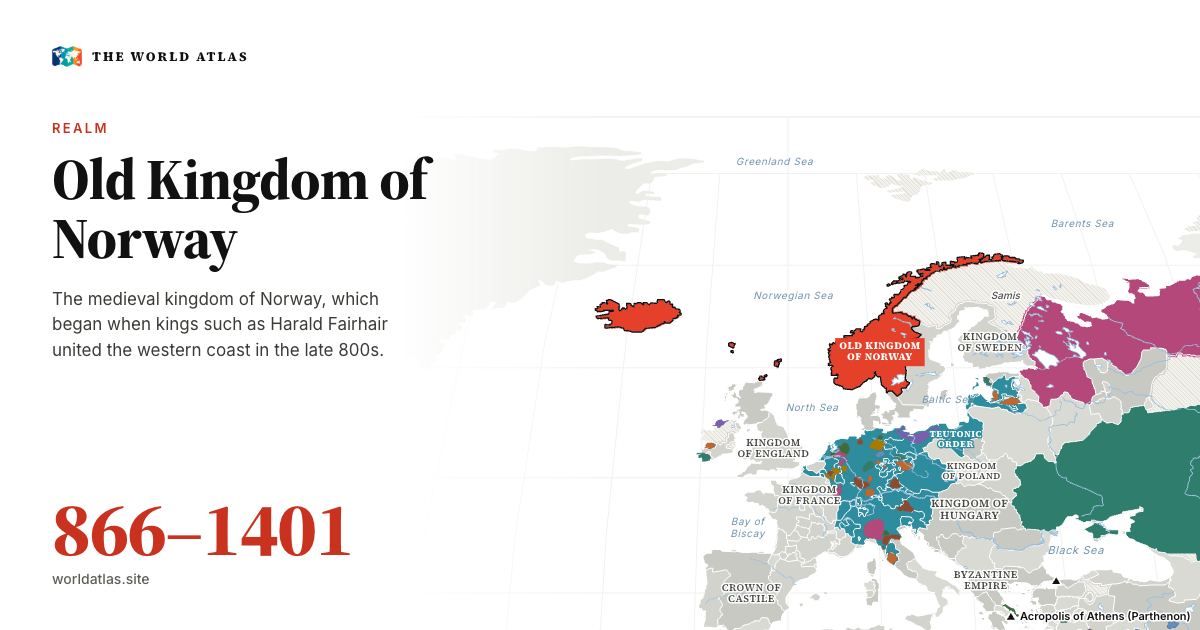 THE WORLD ATLAS
REALM
Old Kingdom of
Norway
The medieval kingdom of Norway, which
began when kings such as Harald Fairhair
united the western coast in the late 800s.
866–1401
worldatlas.site
Greenland Sea
Barents Sea
Norwegian Sea
Samis
OLD KINGDOM
OF NORWAY
KINGDOM
OF SWEDEN
North Sea
Baltic Sea
KINGDOM
OF ENGLAND
TEUTONIC
ORDER
KINGDOM
OF POLAND
KINGDOM
OF FRANCE
KINGDOM OF
HUNGARY
Bay of
Biscay
Black Sea
CROWN OF
CASTILE
BYZANTINE
EMPIRE
Acropolis of Athens (Parthenon)